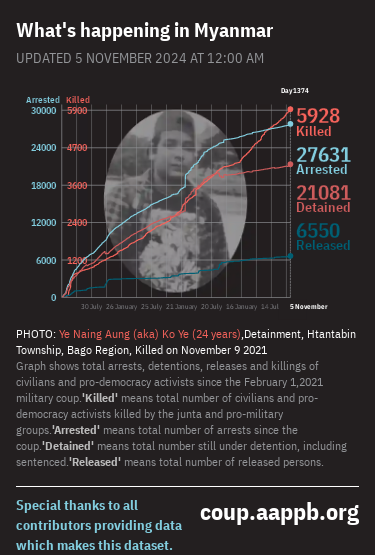 What's happening in Myanmar
UPDATED 5 NOVEMBER 2024 AT 12:00 AM
Day1374
Arrested Killed
30000 5900
24000 4700
18000 3600
12000 2400
6000 1200
0
5928
Killed
27631
Arrested
21081
Detained
6550
Released
30 July 26 January 25 July 21 January 20 July 16 January 14 Jul 5 November
PHOTO: Ye Naing Aung (aka) Ko Ye (24 years),Detainment, Htantabin
Township, Bago Region, Killed on November 9 2021
Graph shows total arrests, detentions, releases and killings of
civilians and pro-democracy activists since the February 1,2021
military coup.'Killed' means total number of civilians and pro-
democracy activists killed by the junta and pro-military
groups.'Arrested' means total number of arrests since the
coup.'Detained' means total number still under detention, including
sentenced.'Released' means total number of released persons.
Special thanks to all
contributors providing data
which makes this dataset.
coup.aappb.org